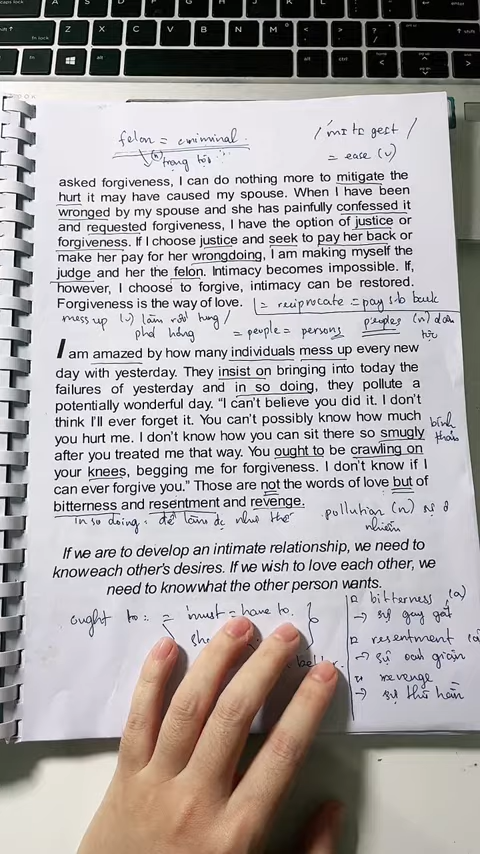 felon = criminal.
(n) trọng tội
/ˈmɪtɪgeɪt/
= ease (v)
asked forgiveness, I can do nothing more to mitigate the
hurt it may have caused my spouse. When I have been
wronged by my spouse and she has painfully confessed it
and requested forgiveness, I have the option of justice or
forgiveness. If I choose justice and seek to pay her back or
make her pay for her wrongdoing, I am making myself the
judge and her the felon. Intimacy becomes impossible. If,
however, I choose to forgive, intimacy can be restored.
Forgiveness is the way of love.
= reciprocate = pay s.b back
mess up (v) làm rối tung /
phá hỏng
= people = persons
peoples (n) dân
tộc
I am amazed by how many individuals mess up every new
day with yesterday. They insist on bringing into today the
failures of yesterday and in so doing, they pollute a
potentially wonderful day. “I can't believe you did it. I don't
think I'll ever forget it. You can't possibly know how much
you hurt me. I don't know how you can sit there so smugly
after you treated me that way. You ought to be crawling on
your knees, begging me for forgiveness. I don't know if I
can ever forgive you.” Those are not the words of love but of
bitterness and resentment and revenge.
in so doing: để làm đc như thế
pollution (n) sự ô
nhiễm
If we are to develop an intimate relationship, we need to
knoweach other's desires. If we wish to love each other, we
need to knowwhat the other person wants.
ought to: = must = have to.
better.
bitterness (n)
→ sự gay gắt
resentment
→ sự oán giận
revenge
→ sự thù hằn